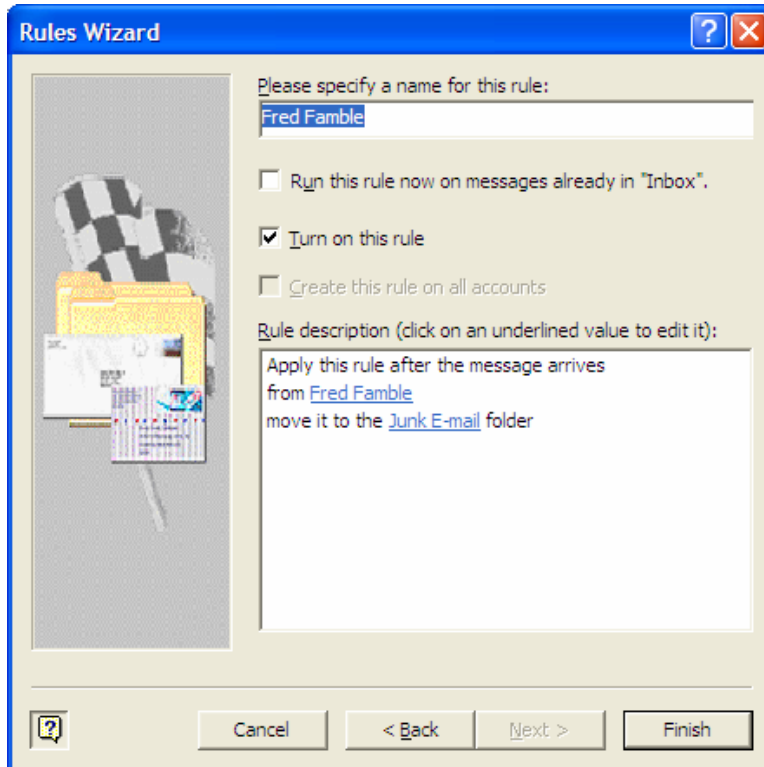 Rules Wizard
Please specify a name for this rule:
Fred Famble
Run this rule now on messages already in "Inbox".
Turn on this rule
Create this rule on all accounts
Rule description (click on an underlined value to edit it):
Apply this rule after the message arrives
from Fred Famble
move it to the Junk E-mail folder
Cancel
< Back
Next >
Finish